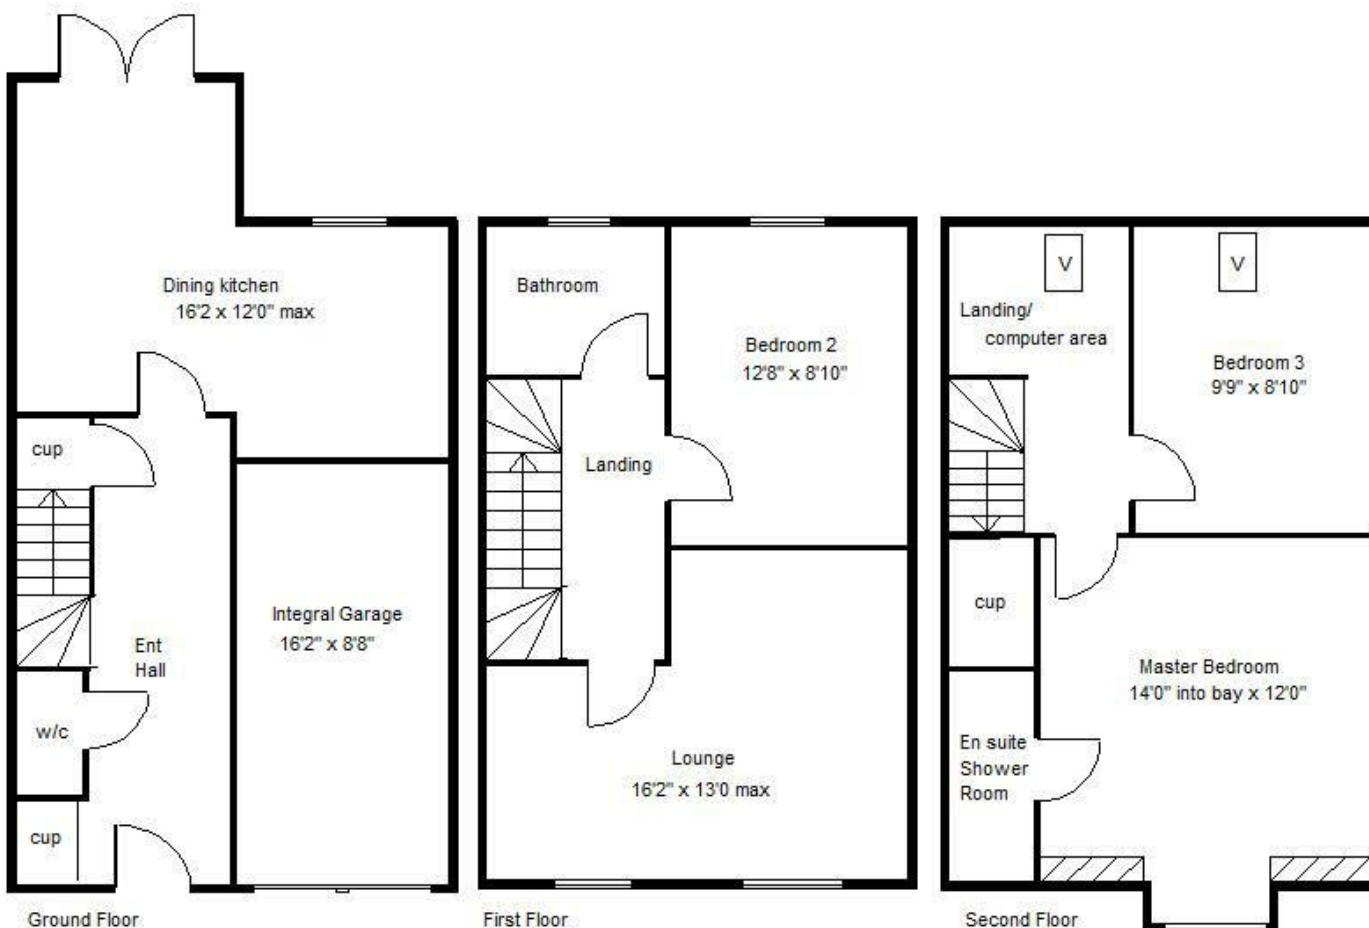 Dining kitchen
16'2 x 12'0" max
cup
Integral Garage
16'2" x 8'8"
Ent
Hall
w/c
cup
Ground Floor
Bathroom
Bedroom 2
12'8" x 8'10"
Landing
Lounge
16'2" x 13'0 max
First Floor
V
V
Landing/
computer area
Bedroom 3
9'9" x 8'10"
cup
Master Bedroom
14'0" into bay x 12'0"
En suite
Shower
Room
Second Floor